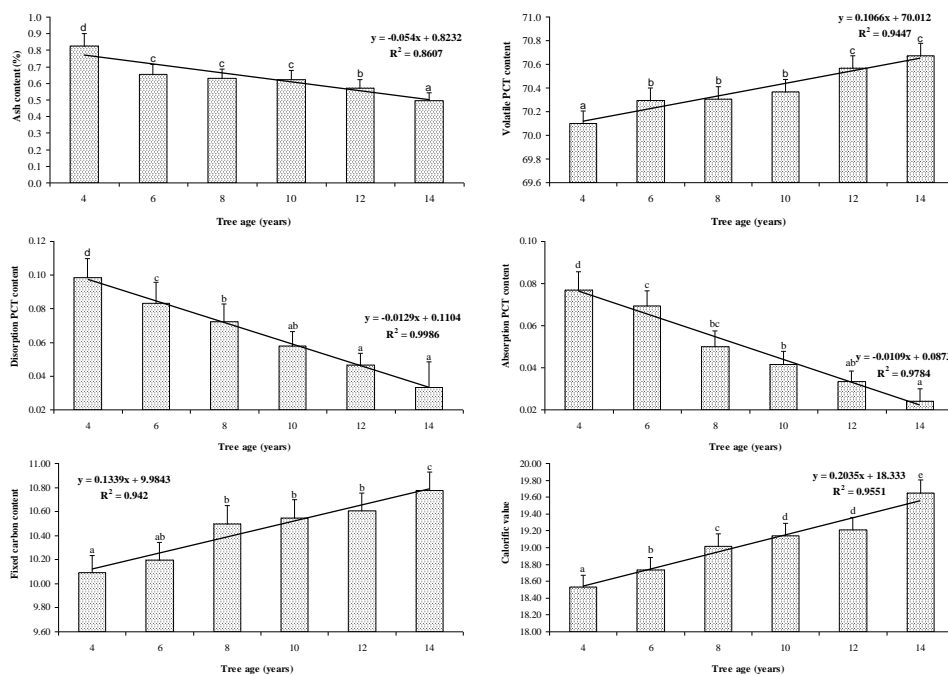 y = -0.054x + 0.8232
R2 = 0.8607
Ash content (%)
1.0
0.9
0.8
0.7
0.6
0.5
0.4
0.3
0.2
0.1
0.0
d
c
c
c
b
a
4 6 8 10 12 14
Tree age (years)
y = 0.1066x + 70.012
R2 = 0.9447
Volatile PCT content
71.0
70.6
70.2
70.0
69.8
69.6
a
b
b
b
c
c
4 6 8 10 12 14
Tree age (years)
y = -0.0129x + 0.1104
R2 = 0.9986
Disorption PCT content
0.12
0.10
0.08
0.06
0.04
0.02
d
c
b
ab
a
a
4 6 8 10 12 14
Tree age (years)
y = -0.0109x + 0.087
R2 = 0.9784
Absorption PCT content
0.10
0.08
0.06
0.04
0.02
d
c
bc
b
ab
a
4 6 8 10 12 14
Tree age (years)
y = 0.1339x + 9.9843
R2 = 0.942
Fixed carbon content
11.00
10.80
10.60
10.40
10.20
10.00
9.80
9.60
a
ab
b
b
b
c
4 6 8 10 12 14
Tree age (years)
y = 0.2035x + 18.333
R2 = 0.9551
Calorific value
20.00
19.80
19.60
19.40
19.20
19.00
18.80
18.60
18.40
18.20
18.00
a
b
c
d
d
e
4 6 8 10 12 14
Tree age (years)